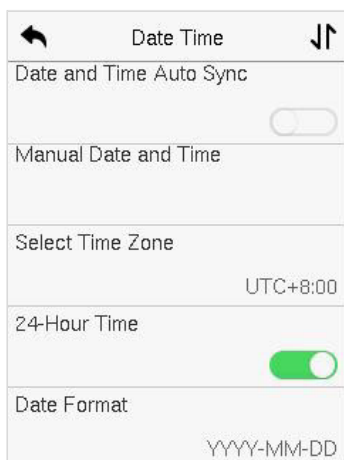 Date Time
Date and Time Auto Sync
Manual Date and Time
Select Time Zone
UTC+8:00
24-Hour Time
Date Format
YYYY-MM-DD